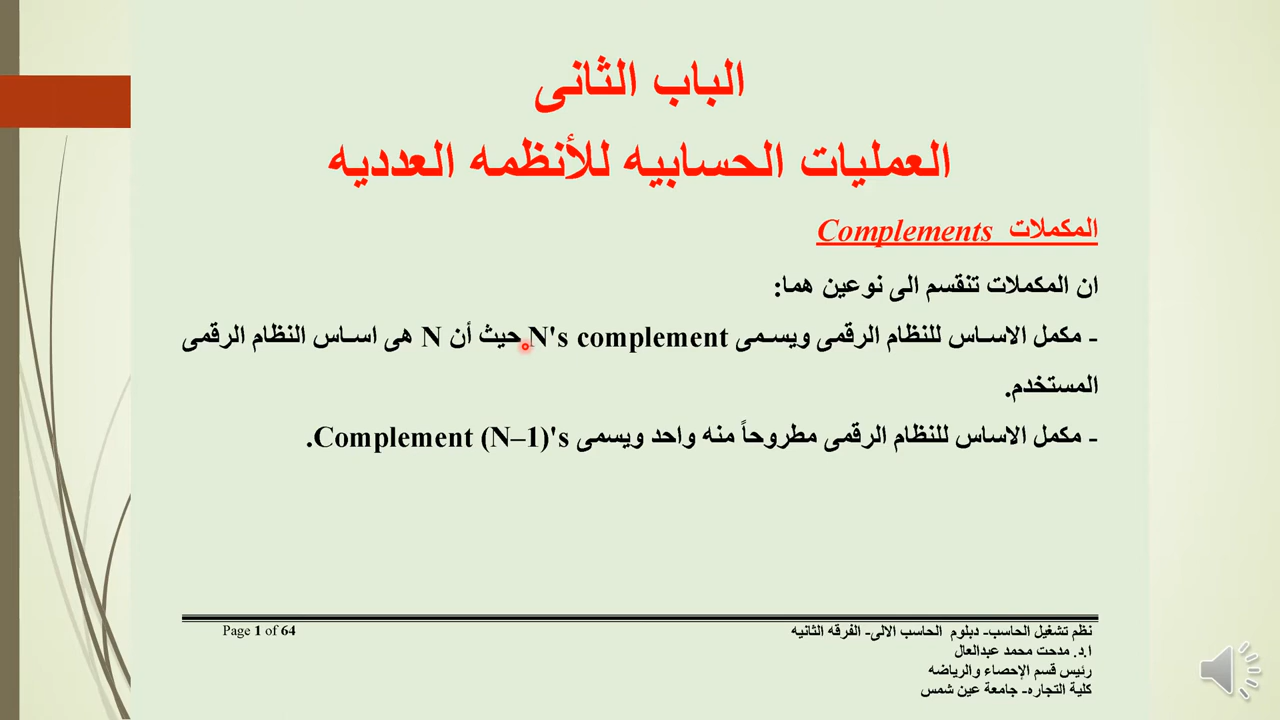 الباب الثانى
العمليات الحسابيه للأنظمه العدديه
المكملات Complements
ان المكملات تنقسم الى نوعين هما:
- مكمل الاساس للنظام الرقمى ويسمى N's complement حيث أن N هى اساس النظام الرقمى
المستخدم.
- مكمل الاساس للنظام الرقمى مطروحاً منه واحد ويسمى Complement (N–1)'s.
نظم تشغيل الحاسب- دبلوم الحاسب الالى- الفرقه الثانيه Page 1 of 64
ا.د. مدحت محمد عبدالعال
رئيس قسم الإحصاء والرياضه
كلية التجاره- جامعة عين شمس